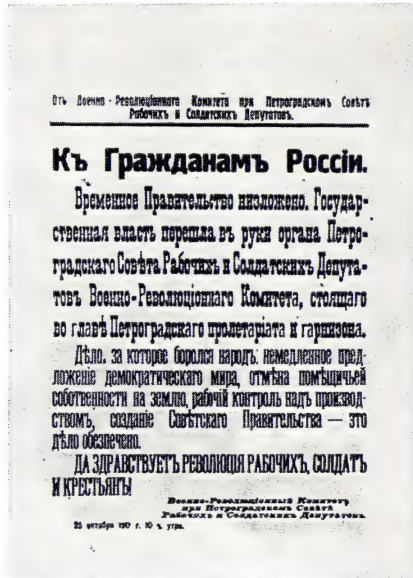 Отъ Военно-Революціоннаго Комитета при Петроградскомъ Совѣтѣ
Рабочихъ и Солдатскихъ Депутатовъ.
Къ Гражданамъ Россіи.
Временное Правительство низложено. Государ-
ственная власть перешла въ руки органа Петро-
градскаго Совѣта Рабочихъ и Солдатскихъ Депута-
товъ Военно-Революціоннаго Комитета, стоящаго
во главѣ Петроградскаго пролетаріата и гарнизона.
Дѣло, за которое боролся народъ: немедленное пред-
ложеніе демократическаго мира, отмѣна помѣщичьей
собственности на землю, рабочій контроль надъ производ-
ствомъ, созданіе Совѣтскаго Правительства — это
дѣло обезпечено.
ДА ЗДРАВСТВУЕТЪ РЕВОЛЮЦІЯ РАБОЧИХЪ, СОЛДАТЪ
И КРЕСТЬЯНЪ!
Военно-Революціонный Комитетъ
при Петроградскомъ Совѣтѣ
Рабочихъ и Солдатскихъ Депутатовъ.
25 октября 1917 г. 10 ч. утра.